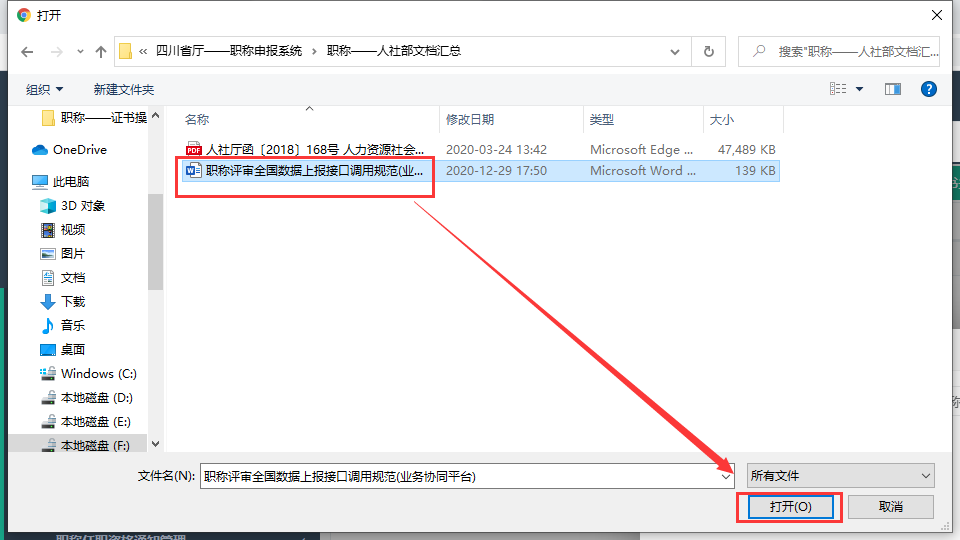 打开
« 四川省厅——职称申报系统 › 职称——人社部文档汇总
搜索"职称——人社部文档汇...
组织
新建文件夹
职称——证书操
OneDrive
此电脑
3D 对象
视频
图片
文档
下载
音乐
桌面
Windows (C:)
本地磁盘 (D:)
本地磁盘 (E:)
本地磁盘 (F:)
名称 修改日期 类型 大小
PDF 人社厅函〔2018〕168号 人力资源社会... 2020-03-24 13:42 Microsoft Edge ... 47,489 KB
W 职称评审全国数据上报接口调用规范(业... 2020-12-29 17:50 Microsoft Word ... 139 KB
文件名(N): 职称评审全国数据上报接口调用规范(业务协同平台) 所有文件
打开(O) 取消